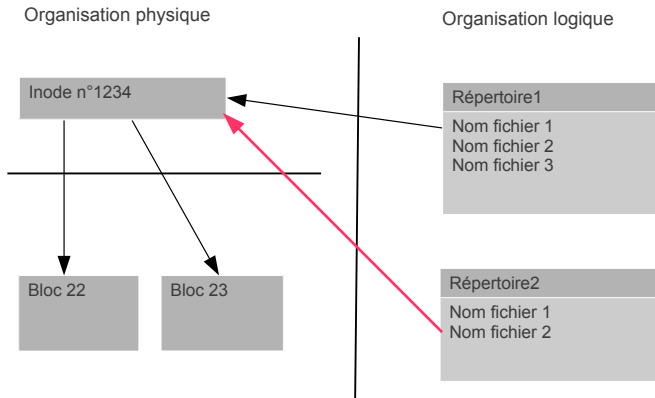 Organisation physique
Organisation logique
Inode n°1234
Bloc 22
Bloc 23
Répertoire1
Nom fichier 1
Nom fichier 2
Nom fichier 3
Répertoire2
Nom fichier 1
Nom fichier 2